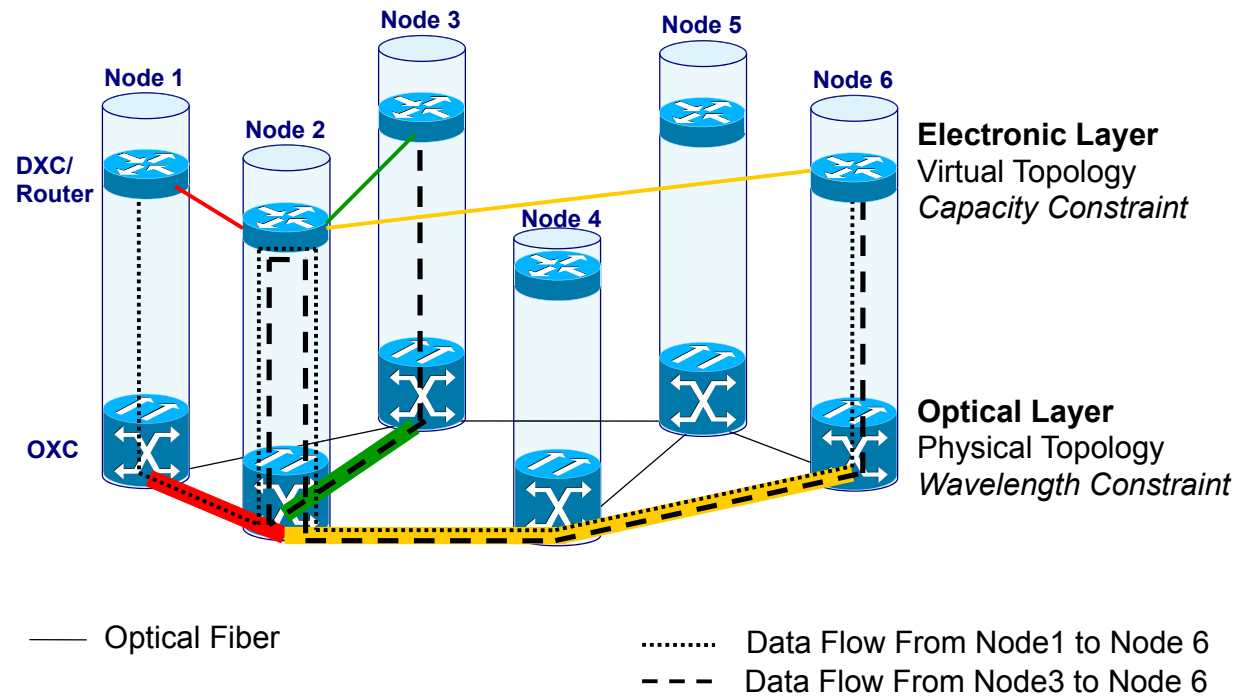 Node 3
Node 5
Node 1
Node 6
Node 2
Electronic Layer
Virtual Topology
Capacity Constraint
DXC/
Router
Node 4
Optical Layer
Physical Topology
Wavelength Constraint
OXC
Optical Fiber
Data Flow From Node1 to Node 6
Data Flow From Node3 to Node 6